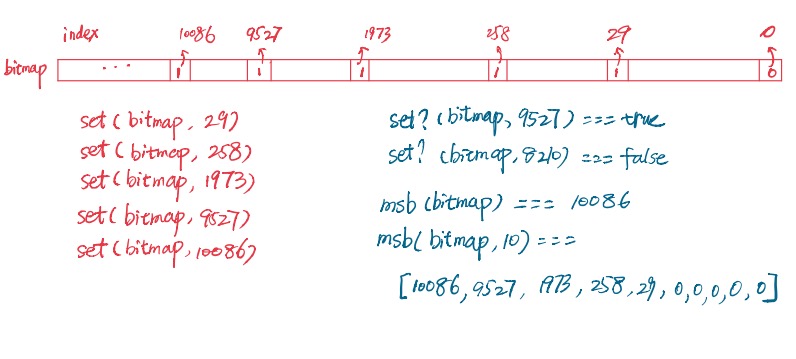 index 10086 9527 1973 258 29 0
bitmap ... 1 1 1 1 1 0
set(bitmap, 29)
set(bitmap, 258)
set(bitmap, 1973)
set(bitmap, 9527)
set(bitmap, 10086)
set? (bitmap, 9527) === true
set? (bitmap, 8210) === false
msb (bitmap) === 10086
msb(bitmap, 10) ===
[10086, 9527, 1973, 258, 29, 0, 0, 0, 0, 0]